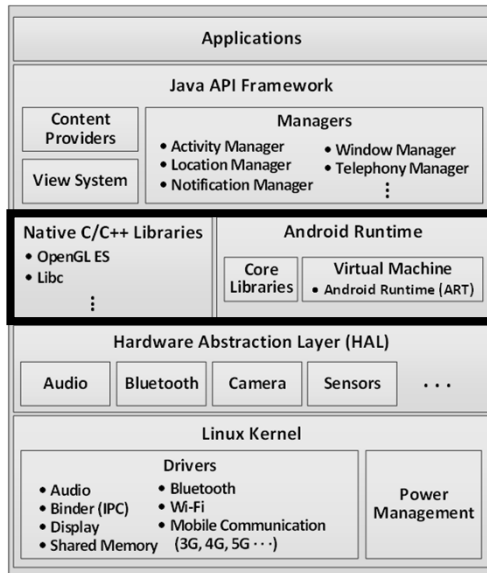 Applications
Java API Framework
Content
Providers
View System
Managers
• Activity Manager
• Location Manager
• Notification Manager
• Window Manager
• Telephony Manager
⋮
Native C/C++ Libraries
• OpenGL ES
• Libc
⋮
Android Runtime
Core
Libraries
Virtual Machine
• Android Runtime (ART)
Hardware Abstraction Layer (HAL)
Audio
Bluetooth
Camera
Sensors
· · ·
Linux Kernel
Drivers
• Audio
• Binder (IPC)
• Display
• Shared Memory
• Bluetooth
• Wi-Fi
• Mobile Communication
(3G, 4G, 5G · · ·)
Power
Management